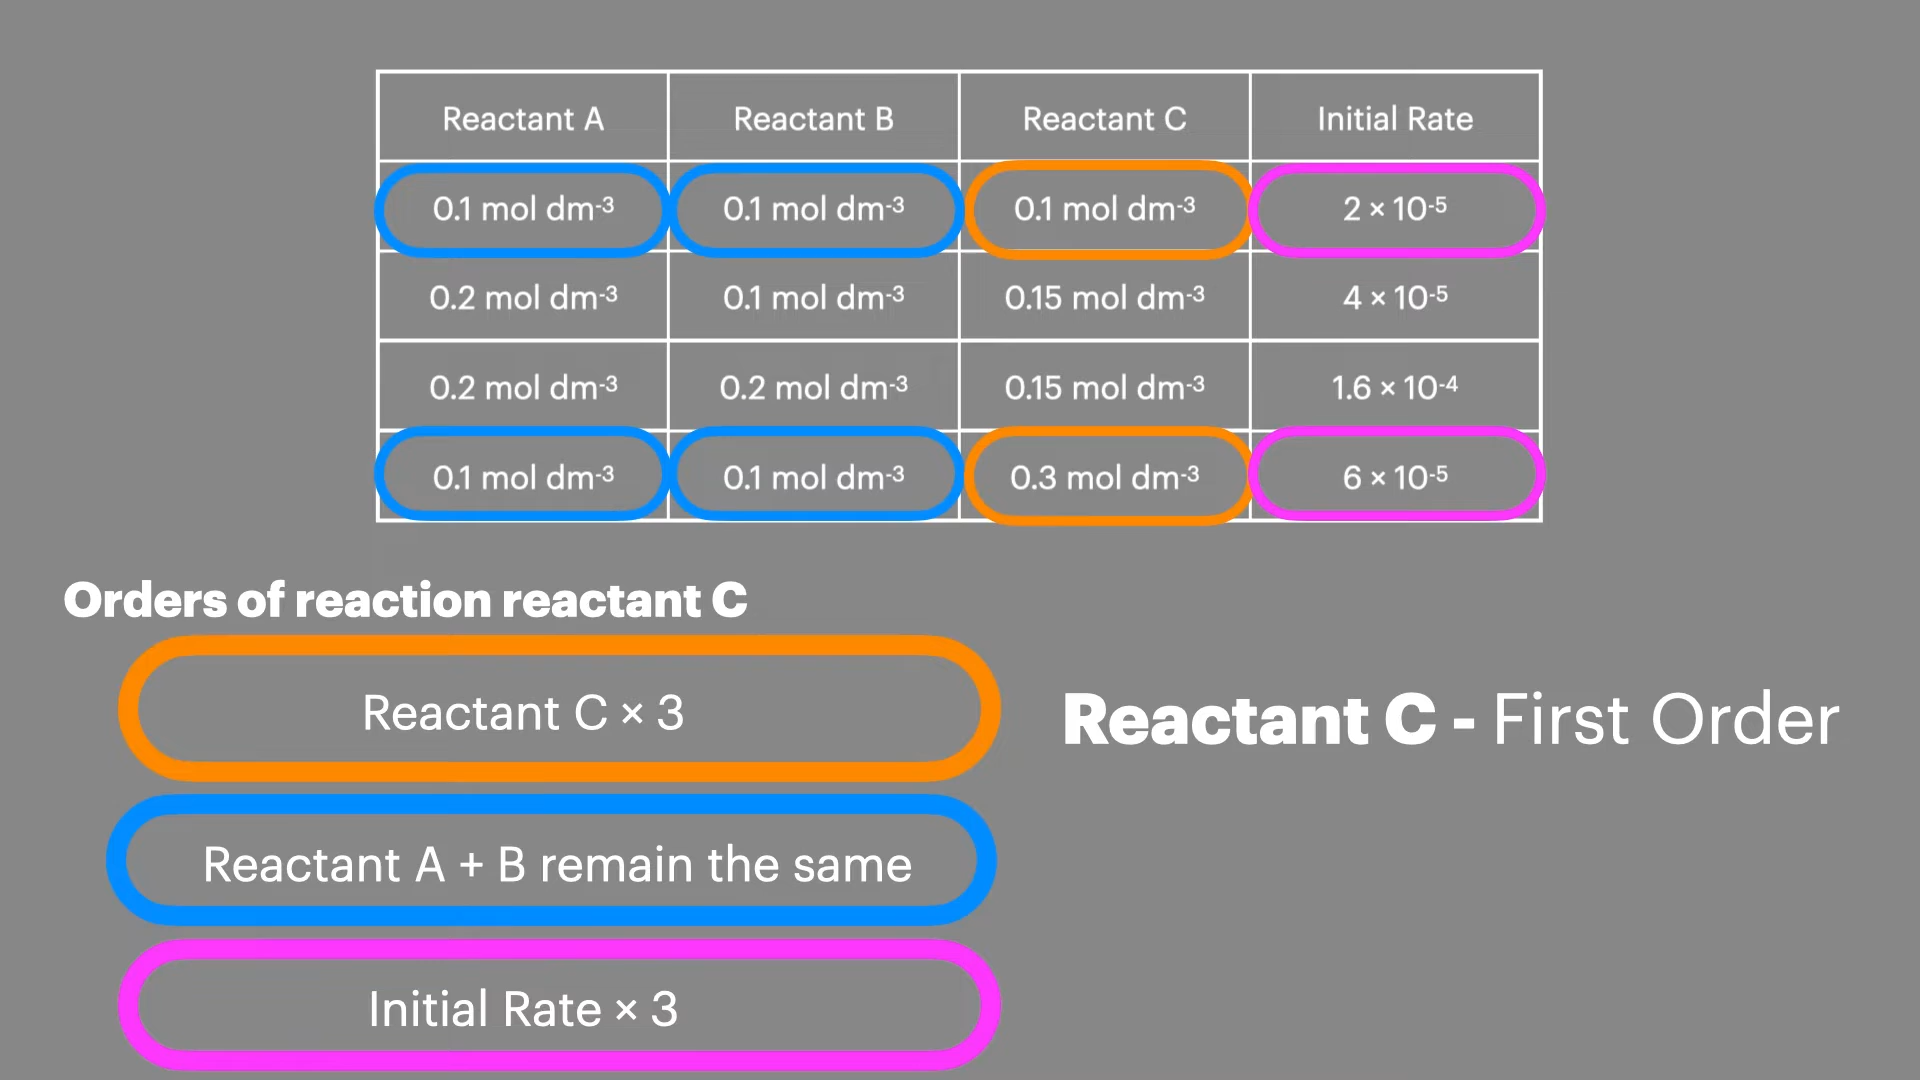 Reactant A Reactant B Reactant C Initial Rate
0.1 mol dm⁻³ 0.1 mol dm⁻³ 0.1 mol dm⁻³ 2 × 10⁻⁵
0.2 mol dm⁻³ 0.1 mol dm⁻³ 0.15 mol dm⁻³ 4 × 10⁻⁵
0.2 mol dm⁻³ 0.2 mol dm⁻³ 0.15 mol dm⁻³ 1.6 × 10⁻⁴
0.1 mol dm⁻³ 0.1 mol dm⁻³ 0.3 mol dm⁻³ 6 × 10⁻⁵
Orders of reaction reactant C
Reactant C × 3
Reactant C - First Order
Reactant A + B remain the same
Initial Rate × 3